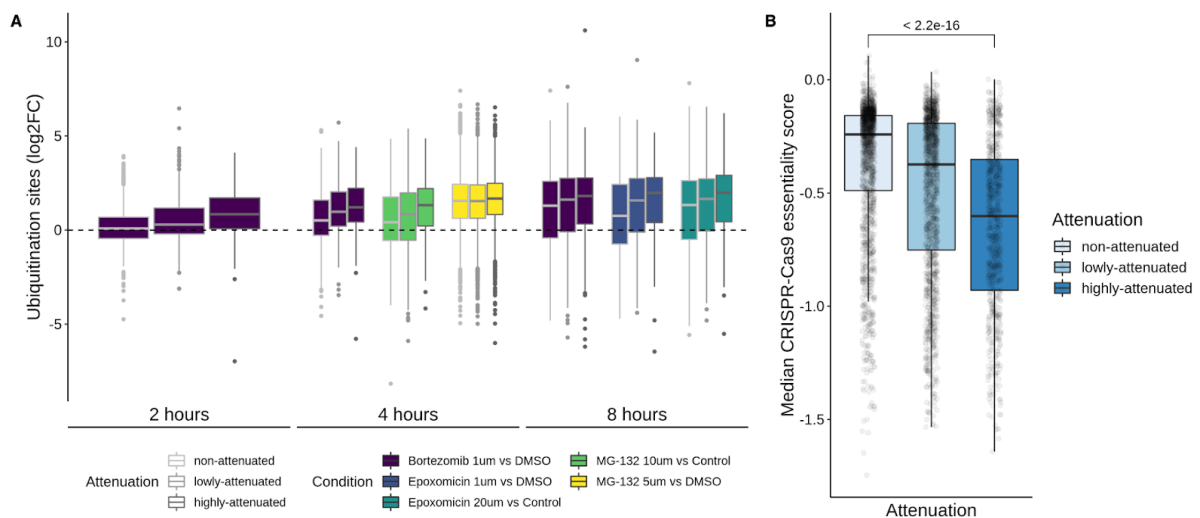 A
Ubiquitination sites (log2FC)
10
5
0
-5
2 hours
4 hours
8 hours
Attenuation
non-attenuated
lowly-attenuated
highly-attenuated
Condition
Bortezomib 1um vs DMSO
Epoxomicin 1um vs DMSO
Epoxomicin 20um vs Control
MG-132 10um vs Control
MG-132 5um vs DMSO
B
< 2.2e-16
Median CRISPR-Cas9 essentiality score
0.0
-0.5
-1.0
-1.5
Attenuation
Attenuation
non-attenuated
lowly-attenuated
highly-attenuated